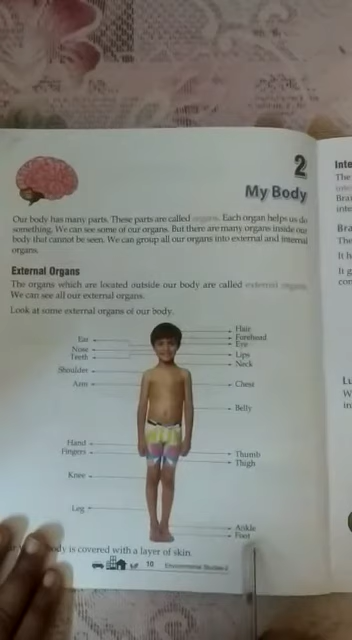 2
My Body
Our body has many parts. These parts are called organs. Each organ helps us do
something. We can see some of our organs. But there are many organs inside our
body that cannot be seen. We can group all our organs into external and internal
organs.
External Organs
The organs which are located outside our body are called external organs.
We can see all our external organs.
Look at some external organs of our body.
Hair
Forehead
Ear
Eye
Nose
Lips
Teeth
Neck
Shoulder
Arm
Chest
Belly
Hand
Fingers
Thumb
Thigh
Knee
Leg
Ankle
Foot
body is covered with a layer of skin.
10 Environmental Studies-2
Inte
The
Bra
The
It h
It g
con
Lu
W
in